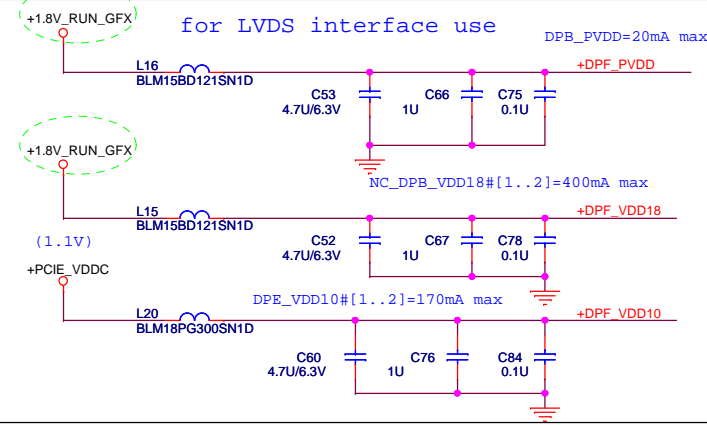 +1.8V_RUN_GFX
for LVDS interface use
DPB_PVDD=20mA max
L16
BLM15BD121SN1D
+DPF_PVDD
C53
4.7U/6.3V
C66
1U
C75
0.1U
+1.8V_RUN_GFX
NC_DPB_VDD18#[1..2]=400mA max
L15
BLM15BD121SN1D
+DPF_VDD18
C52
4.7U/6.3V
C67
1U
C78
0.1U
(1.1V)
+PCIE_VDDC
DPE_VDD10#[1..2]=170mA max
L20
BLM18PG300SN1D
+DPF_VDD10
C60
4.7U/6.3V
C76
1U
C84
0.1U